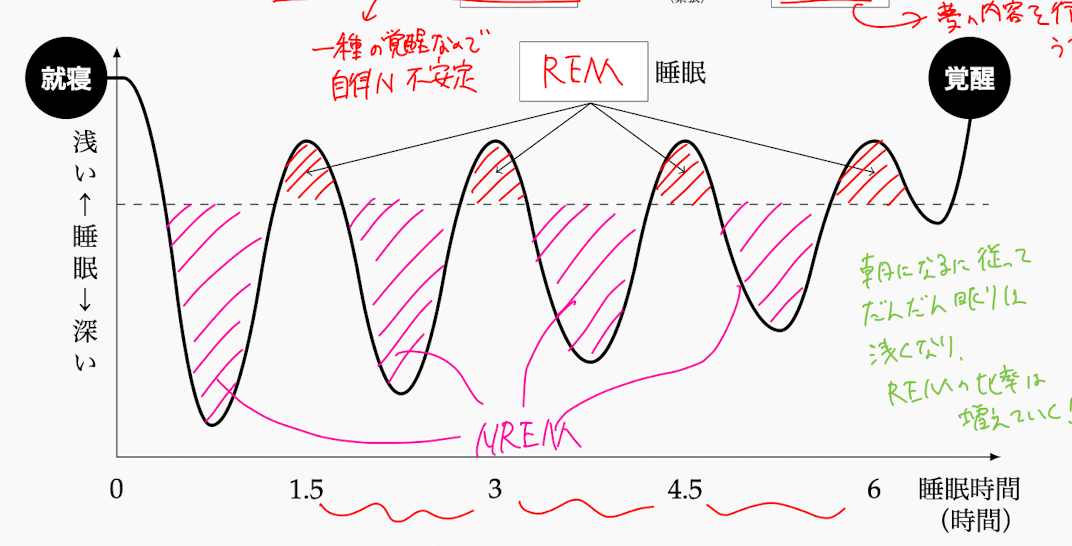 (緊張)
夢の内容を行
う
一種の覚醒なので
自律N 不安定
REM 睡眠
就寝
覚醒
浅い↑睡眠↓深い
朝になるに従って
だんだん眠りは
浅くなり、
REMの比率は
増えていく!
NREM
0 1.5 3 4.5 6 睡眠時間
(時間)